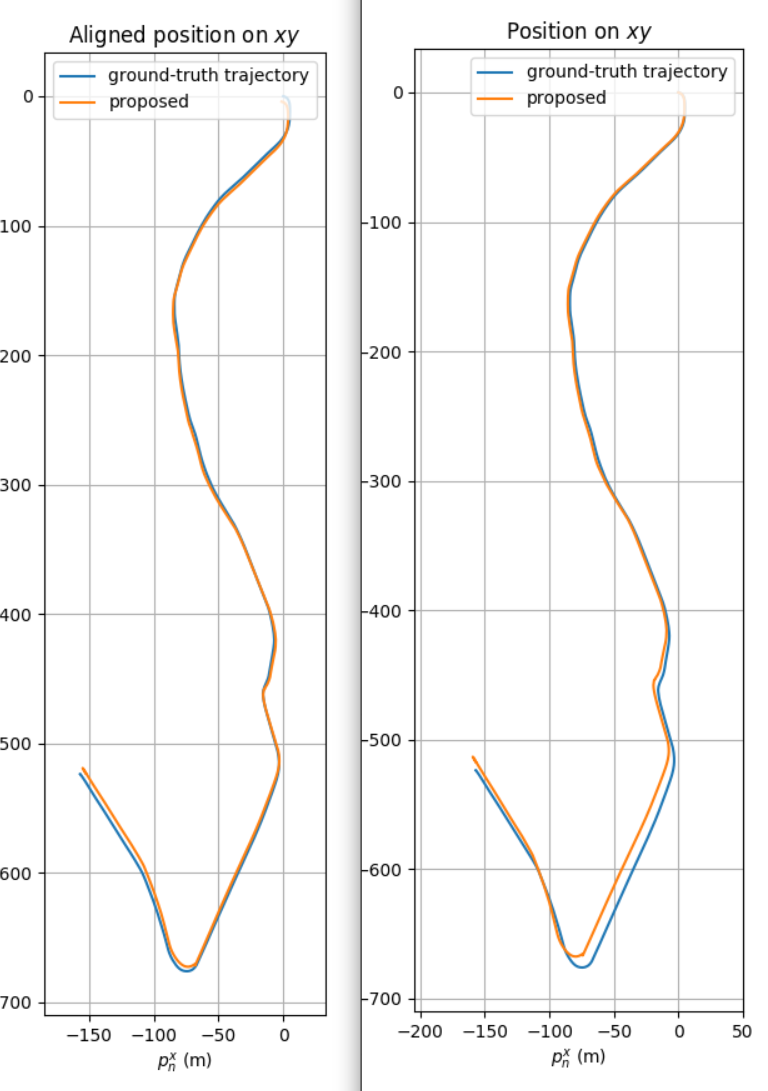 Aligned position on xy
ground-truth trajectory
proposed
0
100
200
300
400
500
600
700
−150 −100 −50 0
p_n^x (m)
Position on xy
ground-truth trajectory
proposed
0
−100
−200
−300
−400
−500
−600
−700
−200 −150 −100 −50 0 50
p_n^x (m)